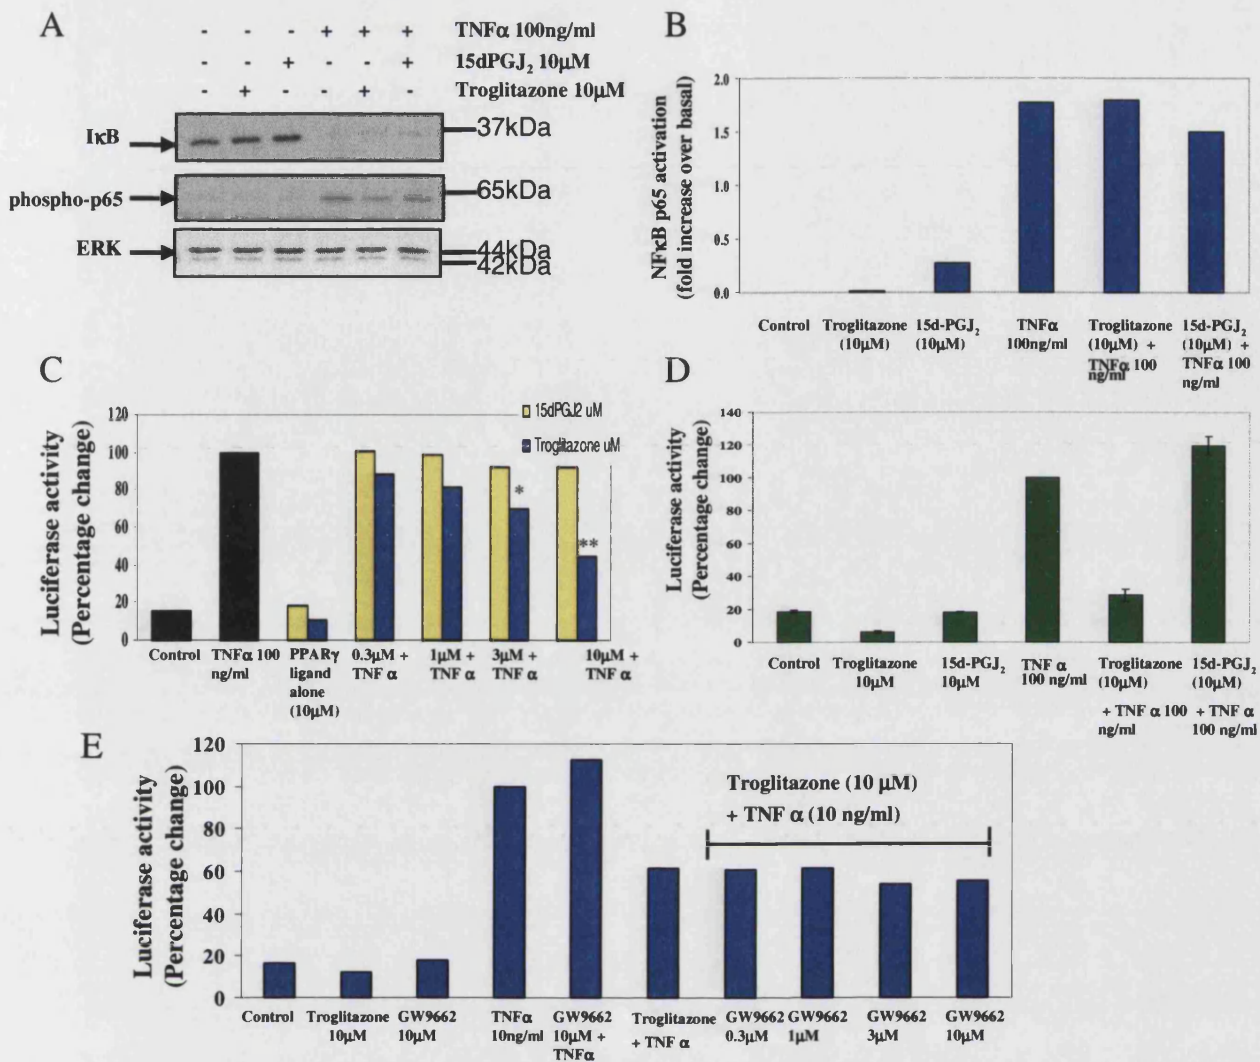 A
- - - + + + TNFα 100ng/ml
- - + - - + 15dPGJ₂ 10μM
- + - - + - Troglitazone 10μM
IκB
37kDa
phospho-p65
65kDa
ERK
44kDa
42kDa
B
NFκB p65 activation
(fold increase over basal)
2.0
1.5
1.0
0.5
0.0
Control
Troglitazone
(10μM)
15d-PGJ₂
(10μM)
TNFα
100ng/ml
Troglitazone
(10μM) +
TNFα 100
ng/ml
15d-PGJ₂
(10μM) +
TNFα 100
ng/ml
C
Luciferase activity
(Percentage change)
120
100
80
60
40
20
0
15dPGJ2 uM
Troglitazone uM
*
**
Control
TNFα 100
ng/ml
PPARγ
ligand
alone
(10μM)
0.3μM +
TNF α
1μM +
TNF α
3μM +
TNF α
10μM +
TNF α
D
Luciferase activity
(Percentage change)
140
120
100
80
60
40
20
0
Control
Troglitazone
10μM
15d-PGJ₂
10μM
TNF α
100 ng/ml
Troglitazone
(10μM)
+ TNF α 100
ng/ml
15d-PGJ₂
(10μM)
+ TNF α
100 ng/ml
E
Luciferase activity
(Percentage change)
120
100
80
60
40
20
0
Troglitazone (10 μM)
+ TNF α (10 ng/ml)
Control
Troglitazone
10μM
GW9662
10μM
TNFα
10ng/ml
GW9662
10μM +
TNFα
Troglitazone
+ TNF α
GW9662
0.3μM
GW9662
1μM
GW9662
3μM
GW9662
10μM